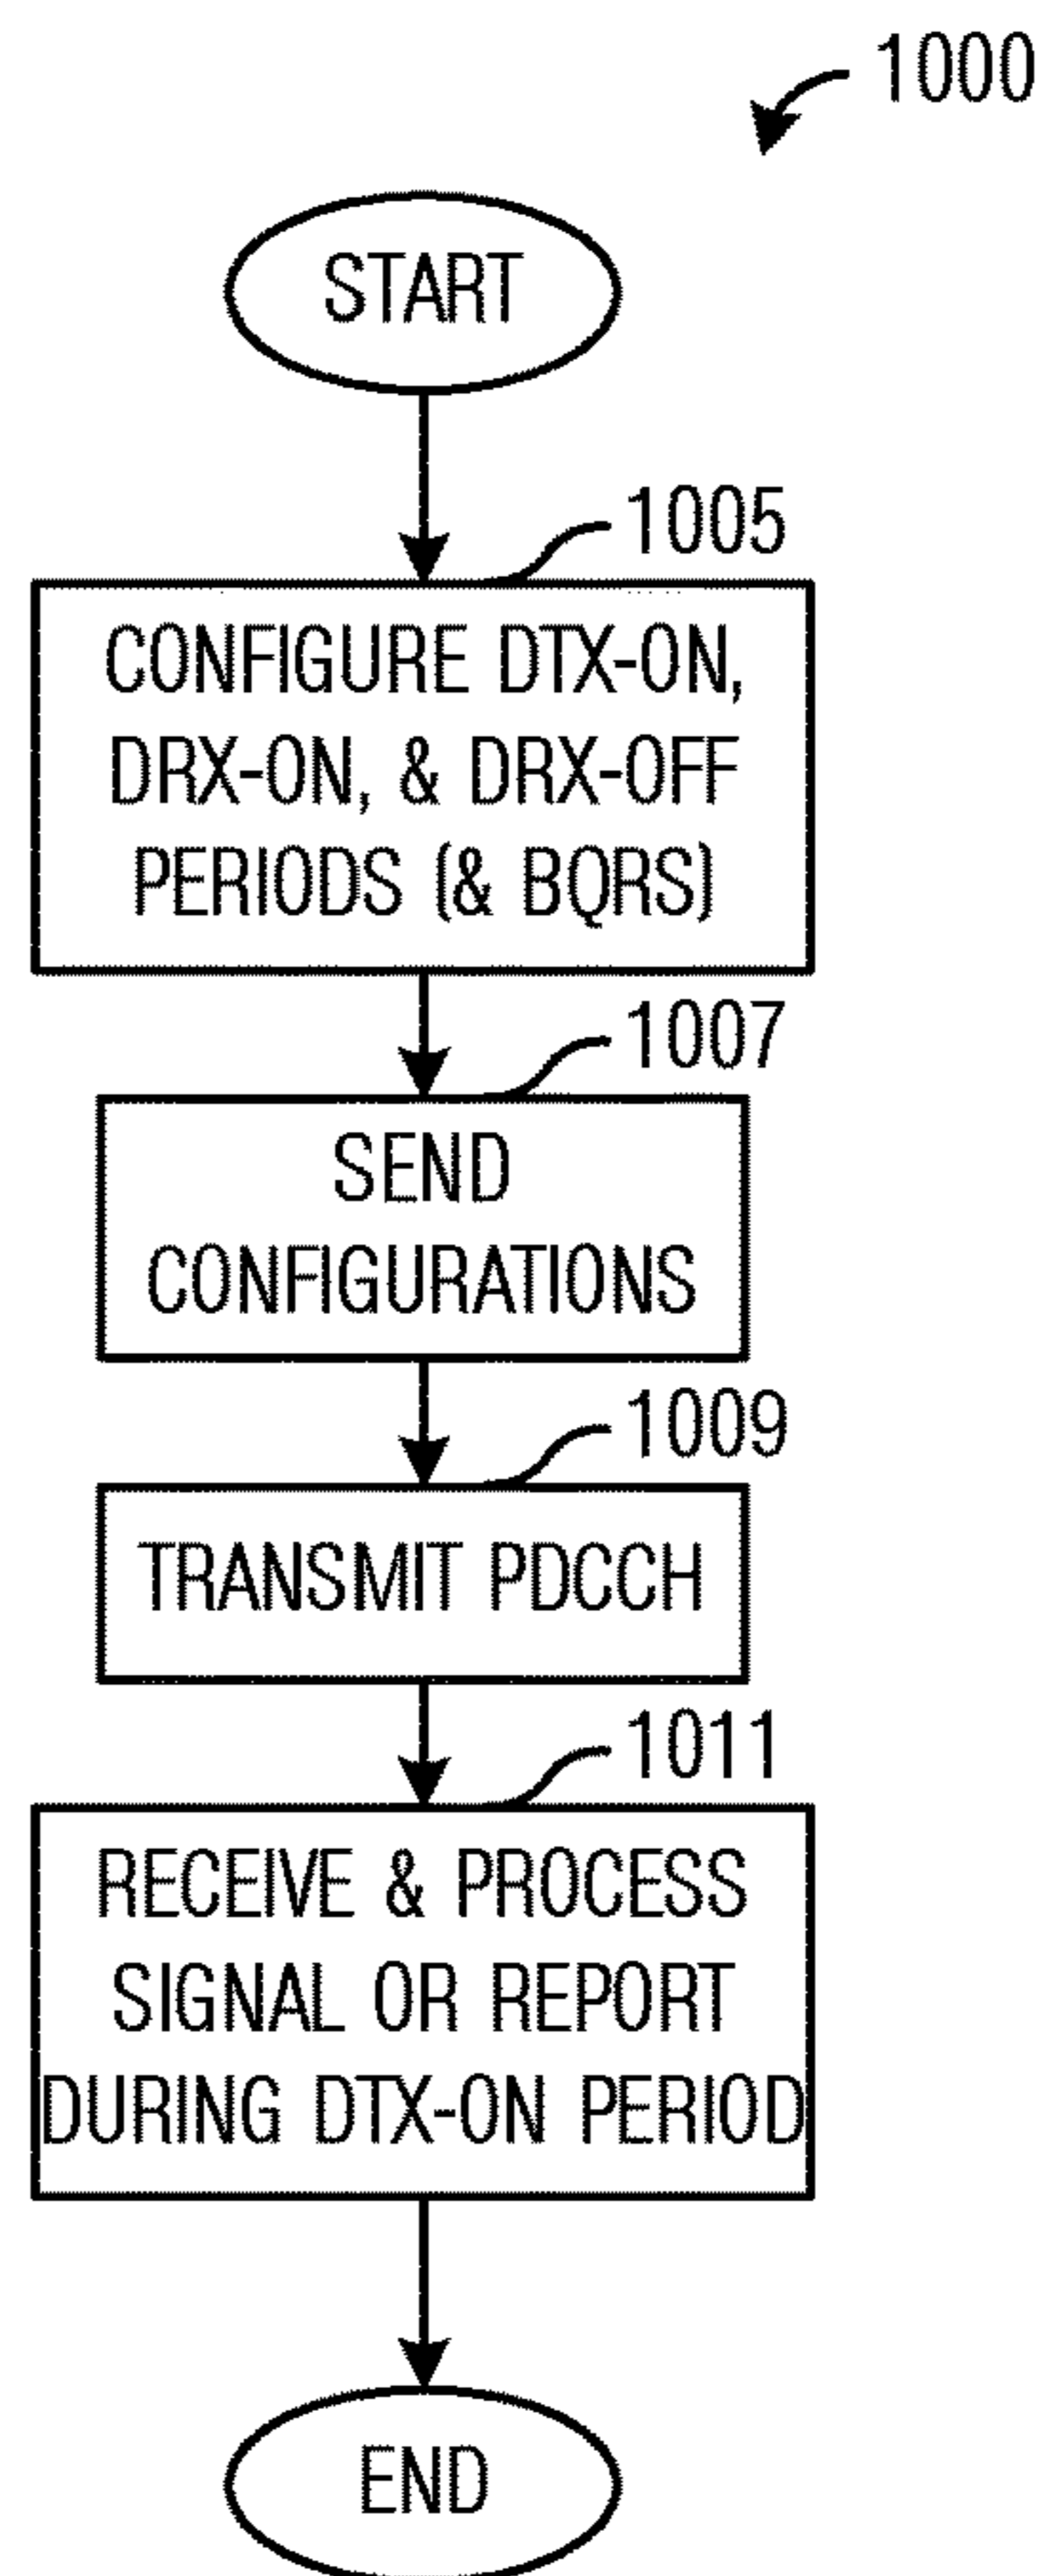 1000
START
1005
CONFIGURE DTX-ON,
DRX-ON, & DRX-OFF
PERIODS (& BQRS)
1007
SEND
CONFIGURATIONS
1009
TRANSMIT PDCCH
1011
RECEIVE & PROCESS
SIGNAL OR REPORT
DURING DTX-ON PERIOD
END